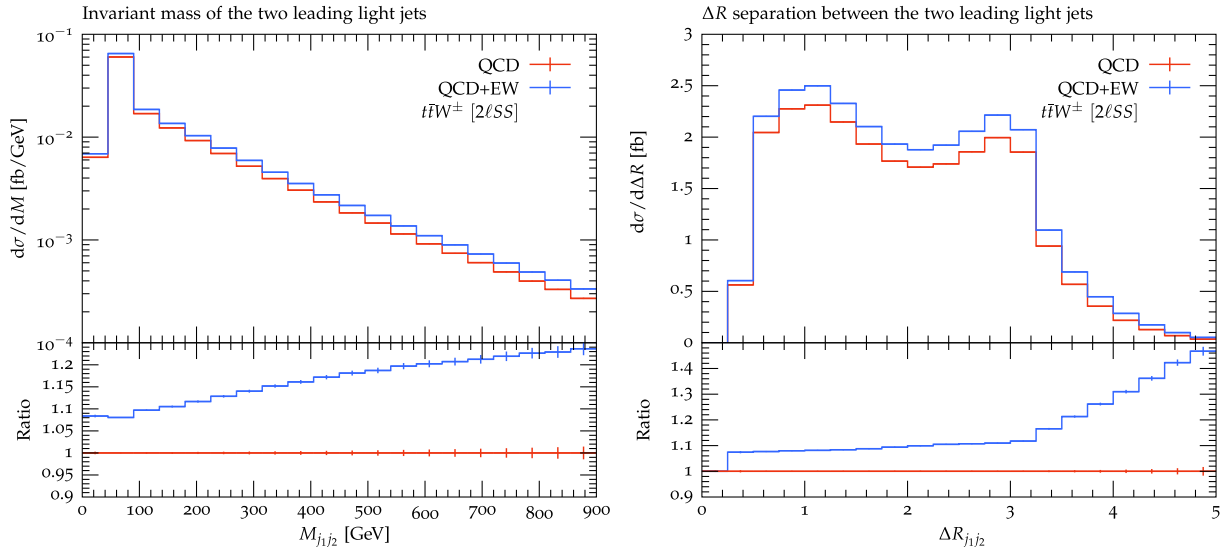 Invariant mass of the two leading light jets
10⁻¹
10⁻²
10⁻³
10⁻⁴
dσ/dM [fb/GeV]
QCD
QCD+EW
tt̄W± [2ℓSS]
1.2
1.15
1.1
1.05
1
0.95
0.9
Ratio
0 100 200 300 400 500 600 700 800 900
M_{j₁j₂} [GeV]
ΔR separation between the two leading light jets
3
2.5
2
1.5
1
0.5
0
dσ/dΔR [fb]
QCD
QCD+EW
tt̄W± [2ℓSS]
1.4
1.3
1.2
1.1
1
0.9
Ratio
0 1 2 3 4 5
ΔR_{j₁j₂}